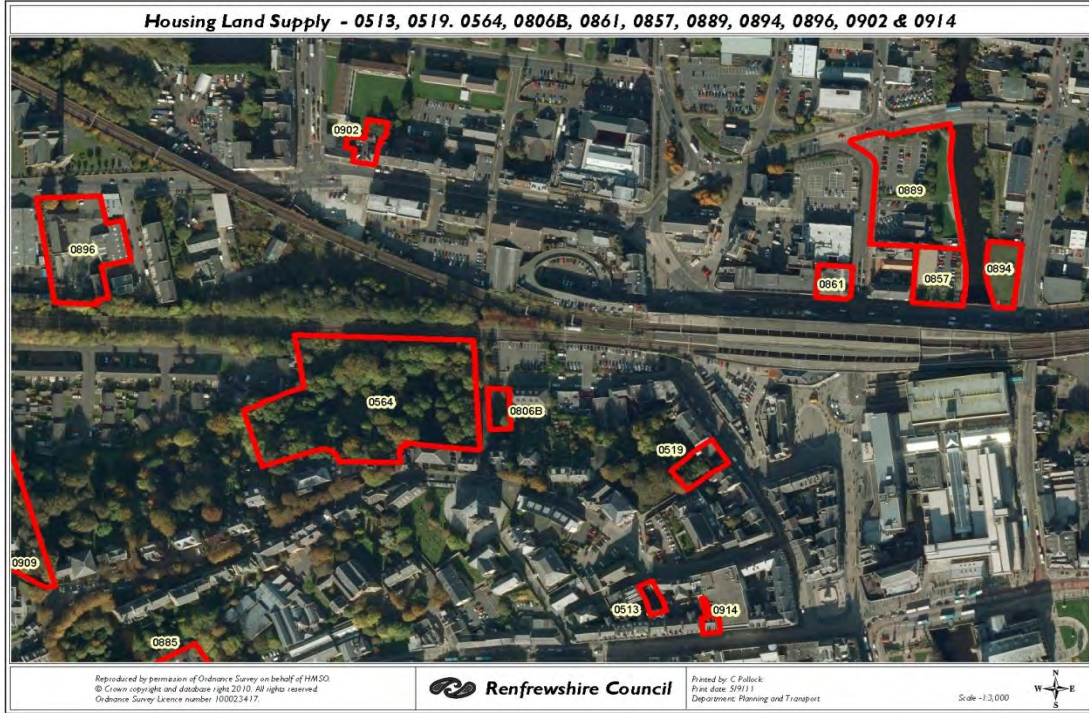 Housing Land Supply - 0513, 0519. 0564, 0806B, 0861, 0857, 0889, 0894, 0896, 0902 & 0914
0902
0889
0896
0861
0857
0894
0564
0806B
0519
0909
0513
0914
0885
Reproduced by permission of Ordnance Survey on behalf of HMSO.
© Crown copyright and database right 2010. All rights reserved.
Ordnance Survey Licence number 100023417.
Renfrewshire Council
Printed by: C Pollock
Print date: 5/9/11
Department: Planning and Transport
Scale -1:3,000
N
W E
S